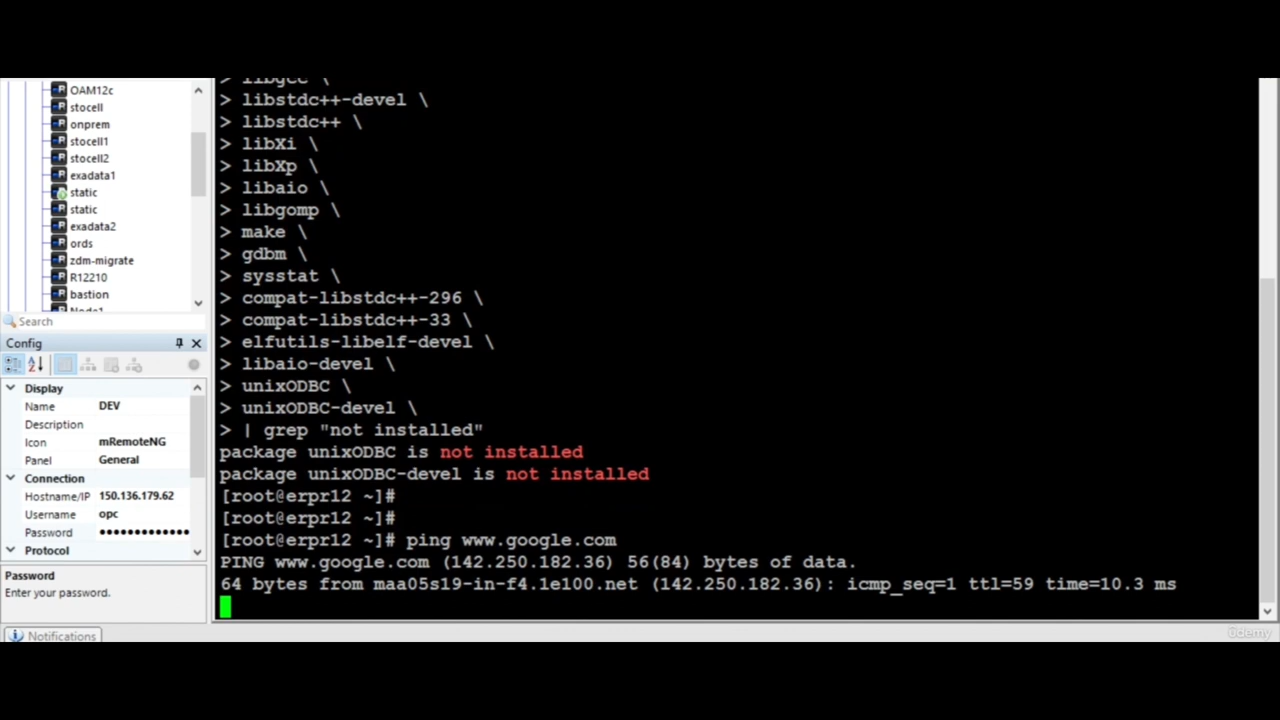 OAM12c
stocell
onprem
stocell1
stocell2
exadata1
static
static
exadata2
ords
zdm-migrate
R12210
bastion
Node1
Search
Config
Display
Name DEV
Description
Icon mRemoteNG
Panel General
Connection
Hostname/IP 150.136.179.62
Username opc
Password ●●●●●●●●●●●●●●
Protocol
Password
Enter your password.
Notifications
> libgcc \
> libstdc++-devel \
> libstdc++ \
> libXi \
> libXp \
> libaio \
> libgomp \
> make \
> gdbm \
> sysstat \
> compat-libstdc++-296 \
> compat-libstdc++-33 \
> elfutils-libelf-devel \
> libaio-devel \
> unixODBC \
> unixODBC-devel \
> | grep "not installed"
package unixODBC is not installed
package unixODBC-devel is not installed
[root@erpr12 ~]#
[root@erpr12 ~]#
[root@erpr12 ~]# ping www.google.com
PING www.google.com (142.250.182.36) 56(84) bytes of data.
64 bytes from maa05s19-in-f4.1e100.net (142.250.182.36): icmp_seq=1 ttl=59 time=10.3 ms
ûdemy